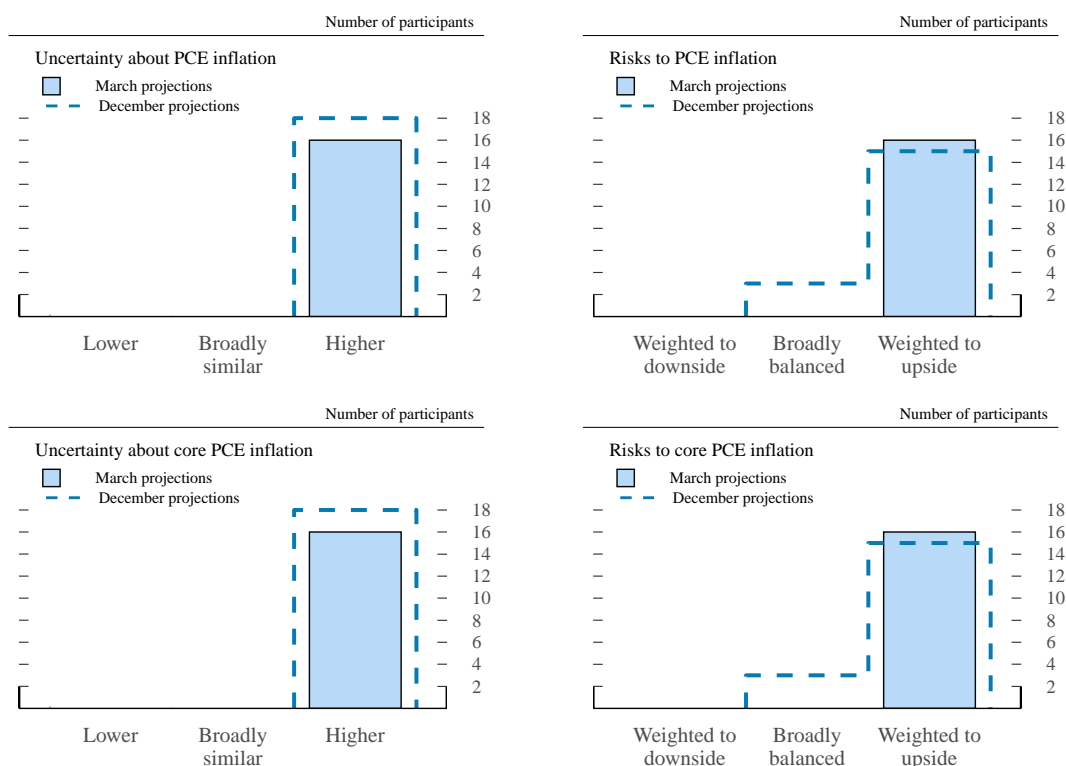 Number of participants
Uncertainty about PCE inflation
March projections
December projections
18
16
14
12
10
8
6
4
2
Lower
Broadly
similar
Higher
Number of participants
Risks to PCE inflation
March projections
December projections
18
16
14
12
10
8
6
4
2
Weighted to
downside
Broadly
balanced
Weighted to
upside
Number of participants
Uncertainty about core PCE inflation
March projections
December projections
18
16
14
12
10
8
6
4
2
Lower
Broadly
similar
Higher
Number of participants
Risks to core PCE inflation
March projections
December projections
18
16
14
12
10
8
6
4
2
Weighted to
downside
Broadly
balanced
Weighted to
upside